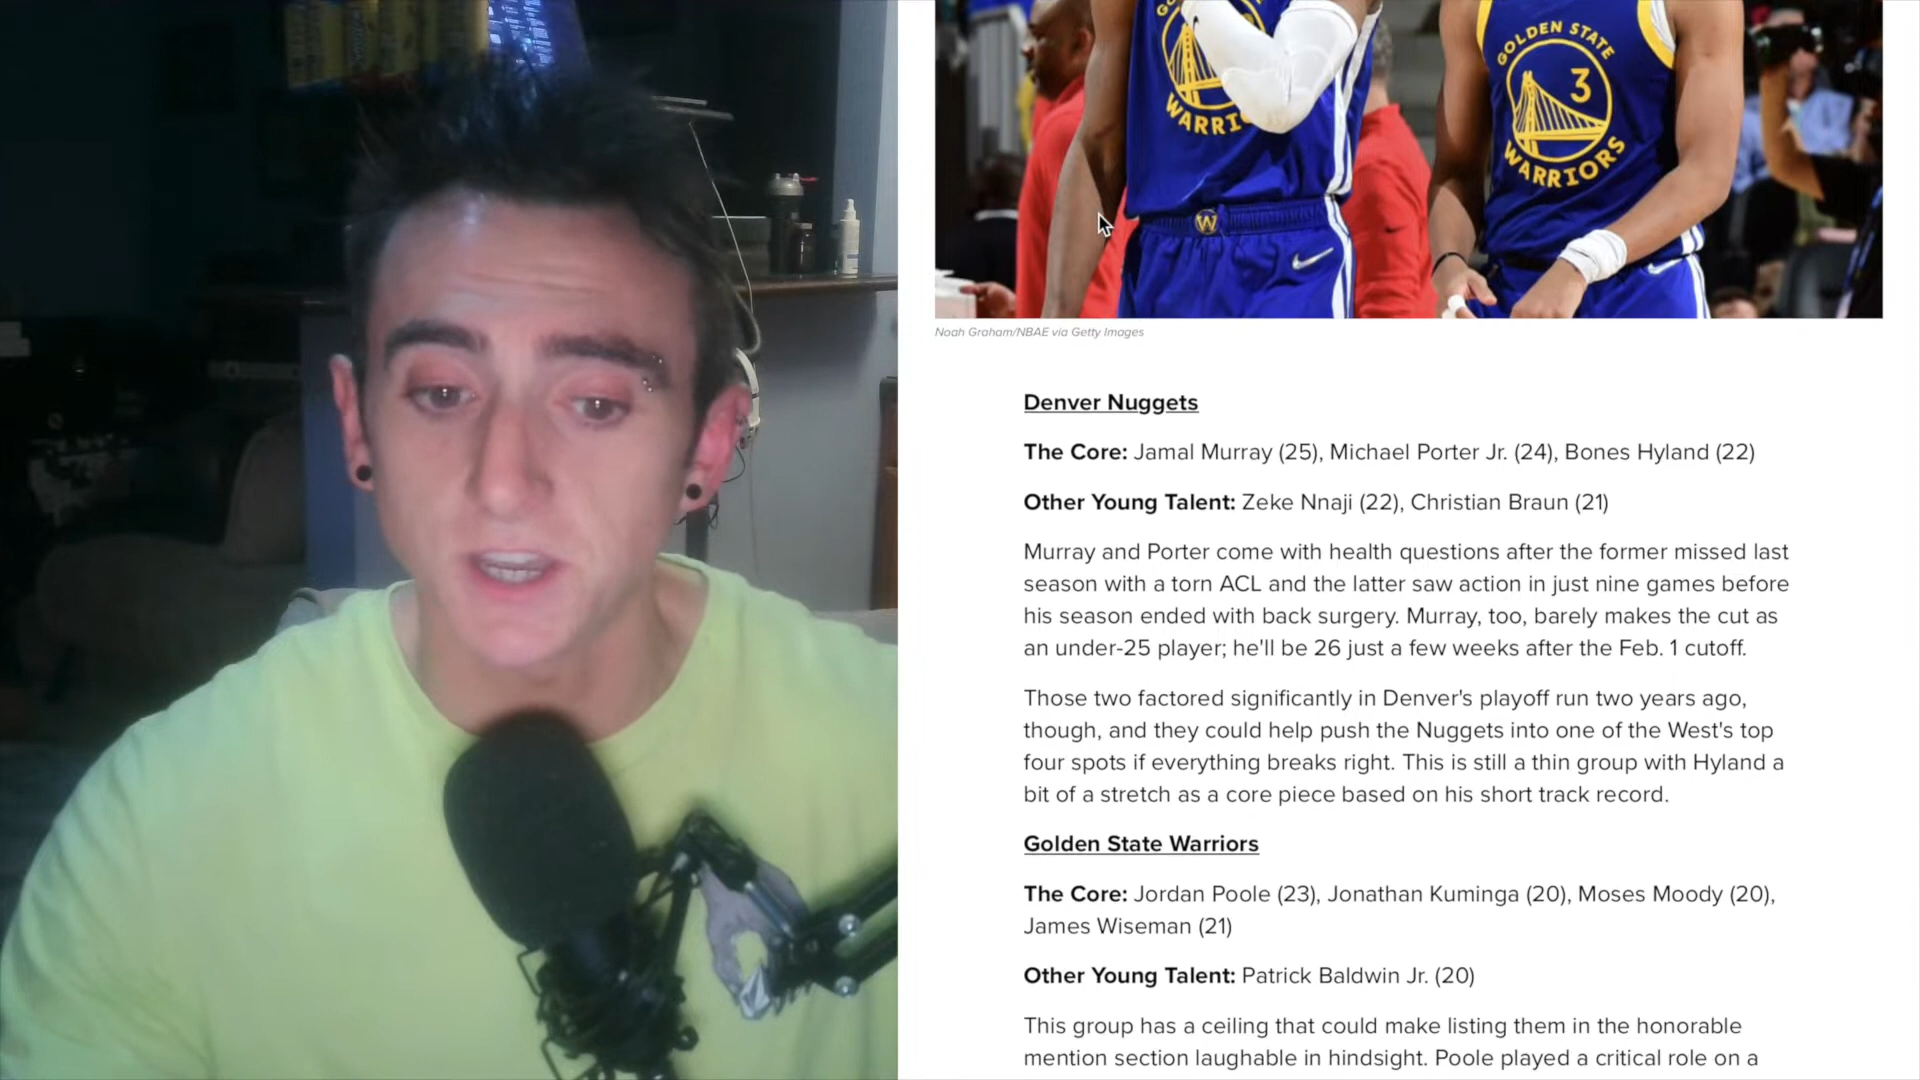 GOLDEN STATE
3
WARRIORS
WARRI
W
Noah Graham/NBAE via Getty Images
Denver Nuggets
The Core: Jamal Murray (25), Michael Porter Jr. (24), Bones Hyland (22)
Other Young Talent: Zeke Nnaji (22), Christian Braun (21)
Murray and Porter come with health questions after the former missed last
season with a torn ACL and the latter saw action in just nine games before
his season ended with back surgery. Murray, too, barely makes the cut as
an under-25 player; he'll be 26 just a few weeks after the Feb. 1 cutoff.
Those two factored significantly in Denver's playoff run two years ago,
though, and they could help push the Nuggets into one of the West's top
four spots if everything breaks right. This is still a thin group with Hyland a
bit of a stretch as a core piece based on his short track record.
Golden State Warriors
The Core: Jordan Poole (23), Jonathan Kuminga (20), Moses Moody (20),
James Wiseman (21)
Other Young Talent: Patrick Baldwin Jr. (20)
This group has a ceiling that could make listing them in the honorable
mention section laughable in hindsight. Poole played a critical role on a